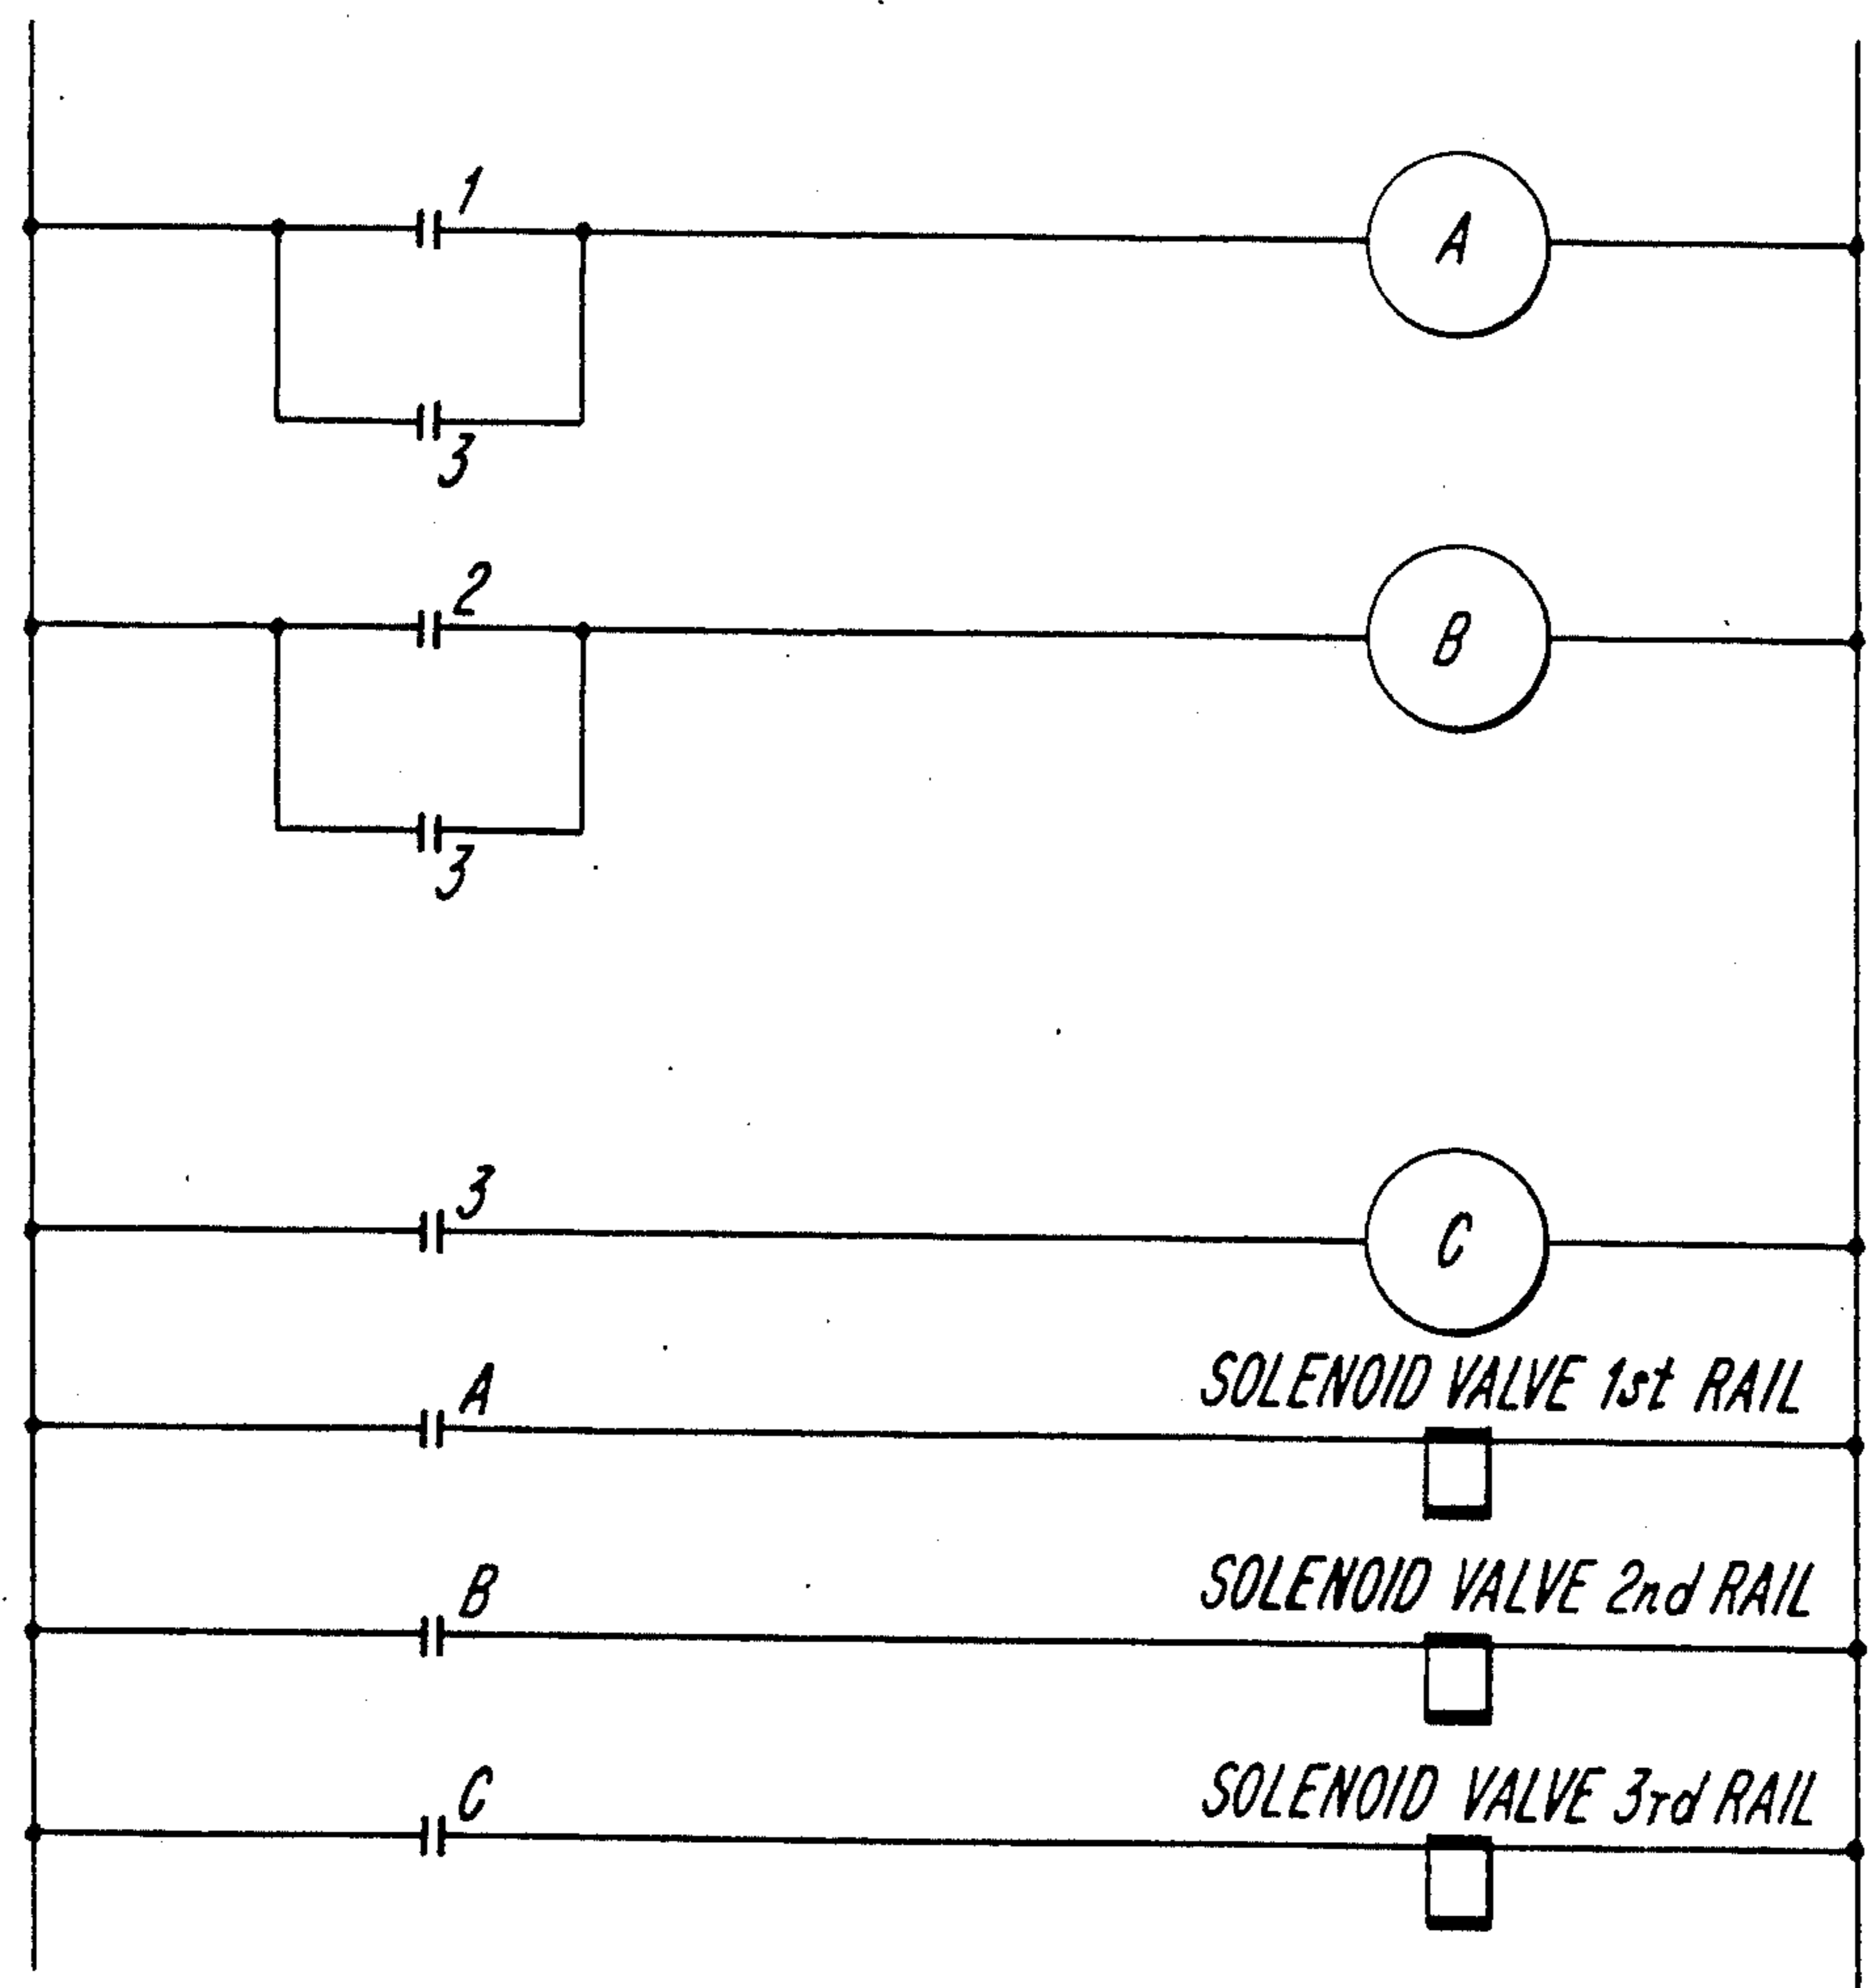 1
A
3
2
B
3
3
C
A
SOLENOID VALVE 1st RAIL
B
SOLENOID VALVE 2nd RAIL
C
SOLENOID VALVE 3rd RAIL